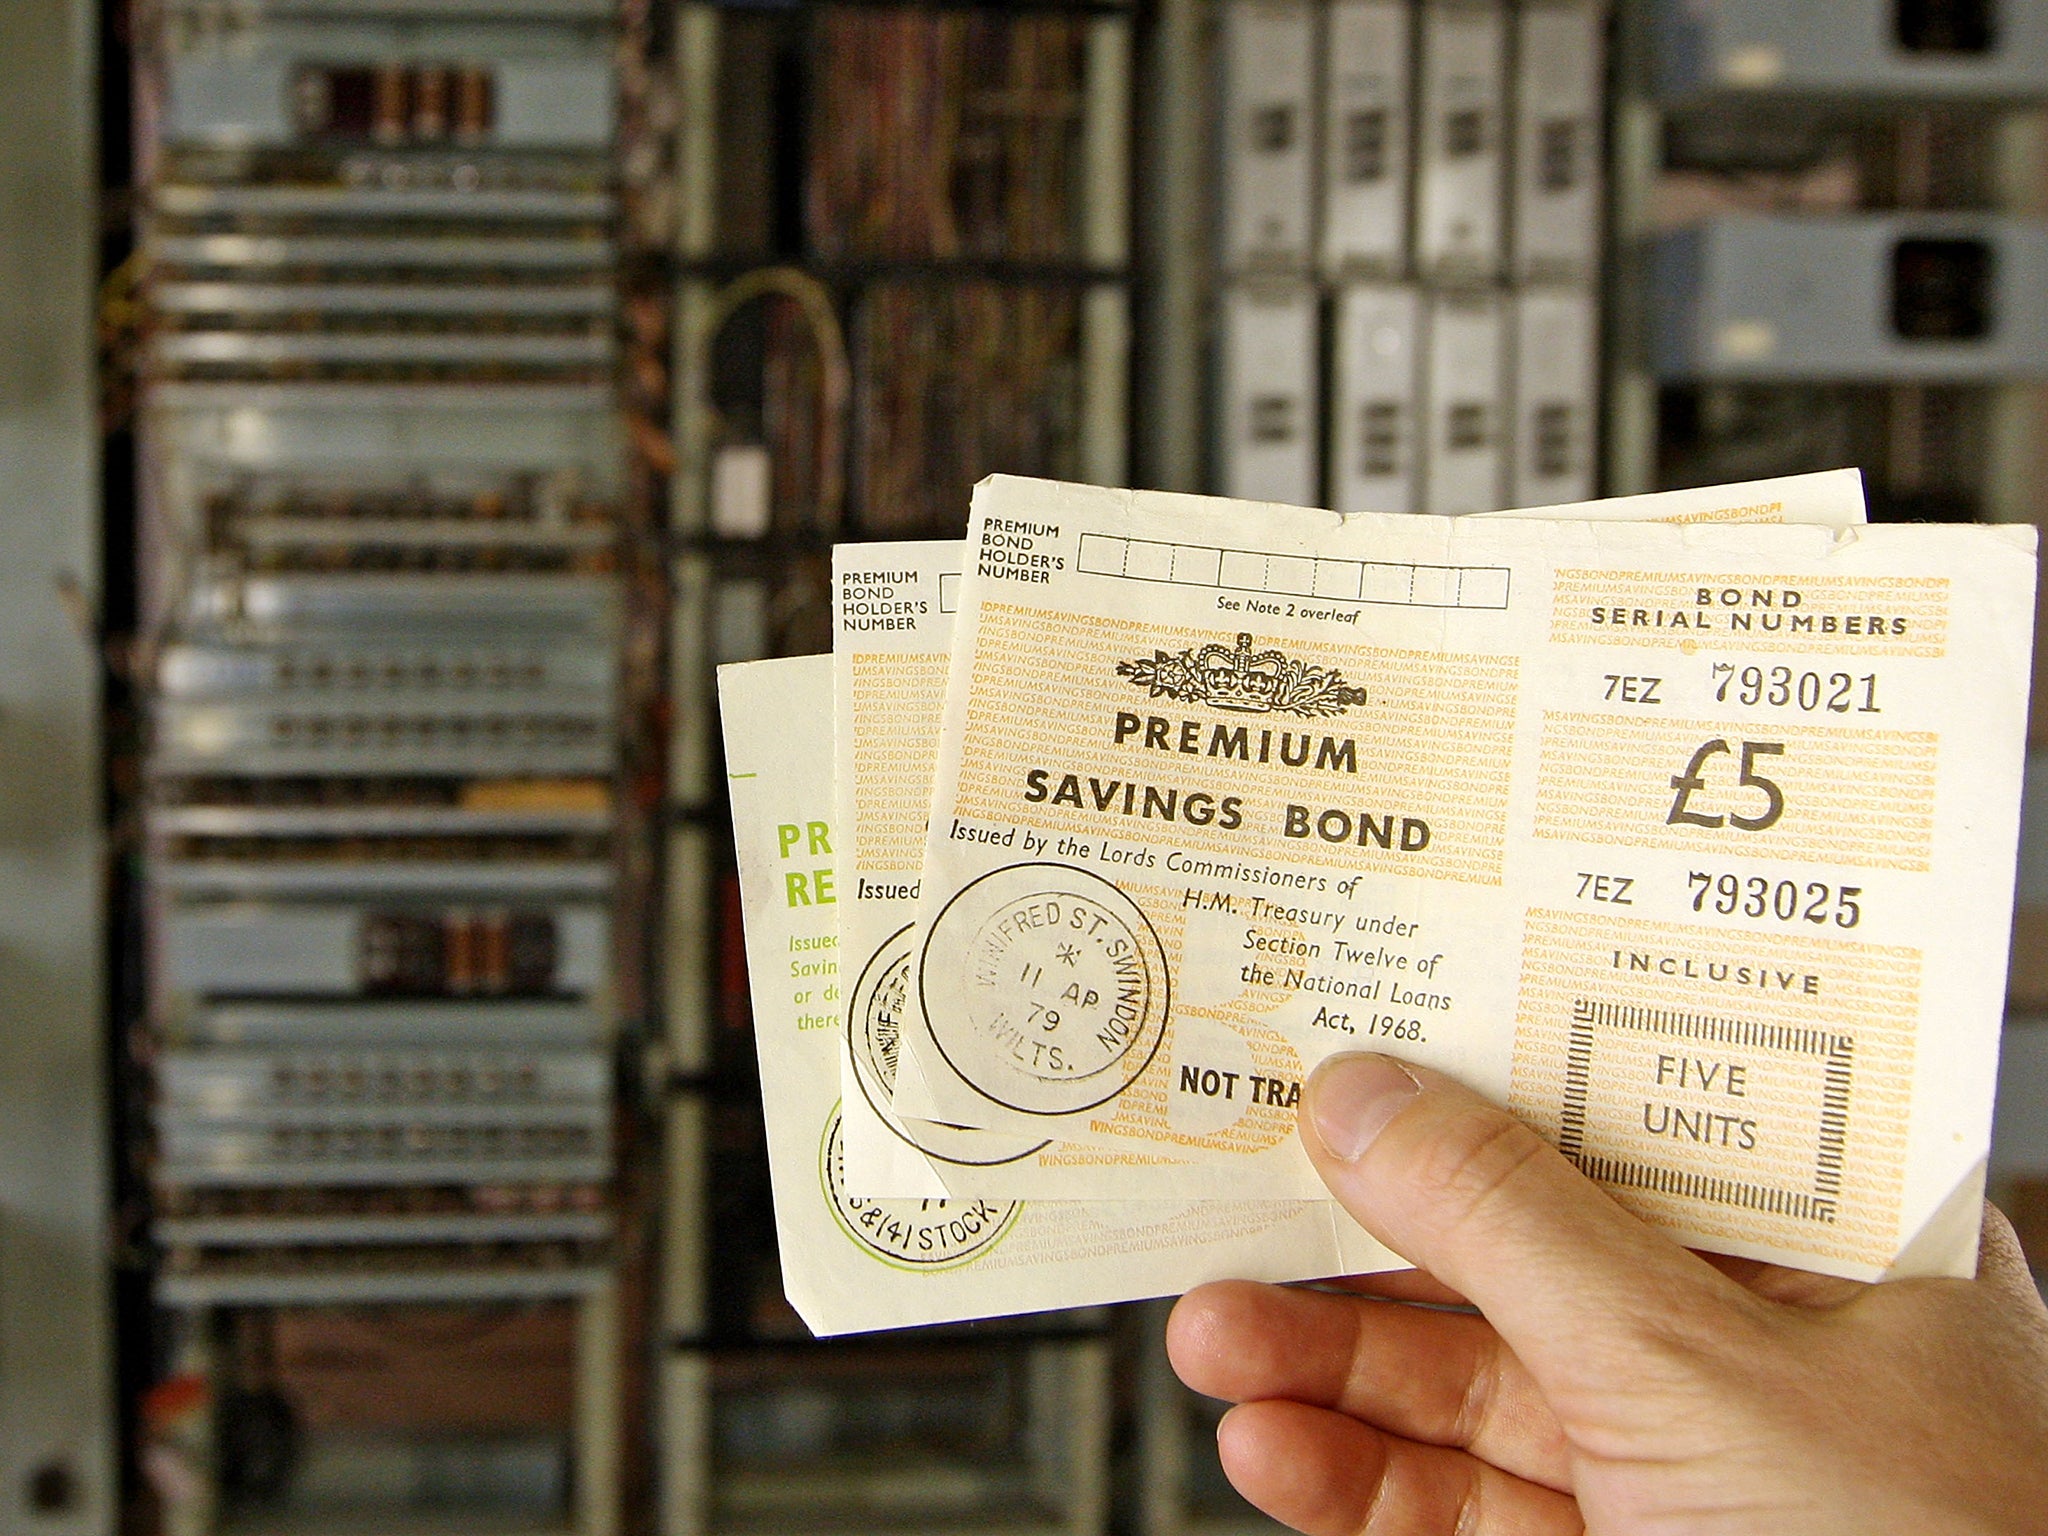 PREMIUM
BOND
HOLDER'S
NUMBER
See Note 2 overleaf
PREMIUM
SAVINGS BOND
Issued by the Lords Commissioners of
H.M. Treasury under
Section Twelve of
the National Loans
Act, 1968.
WINIFRED ST. SWINDON
11 AP
79
WILTS.
NOT TRA
BOND
SERIAL NUMBERS
7EZ 793021
£5
7EZ 793025
INCLUSIVE
FIVE
UNITS
PREMIUM
BOND
HOLDER'S
NUMBER
Issued
PR
RE
Issued
Savin
or de
there
&(4) STOCK